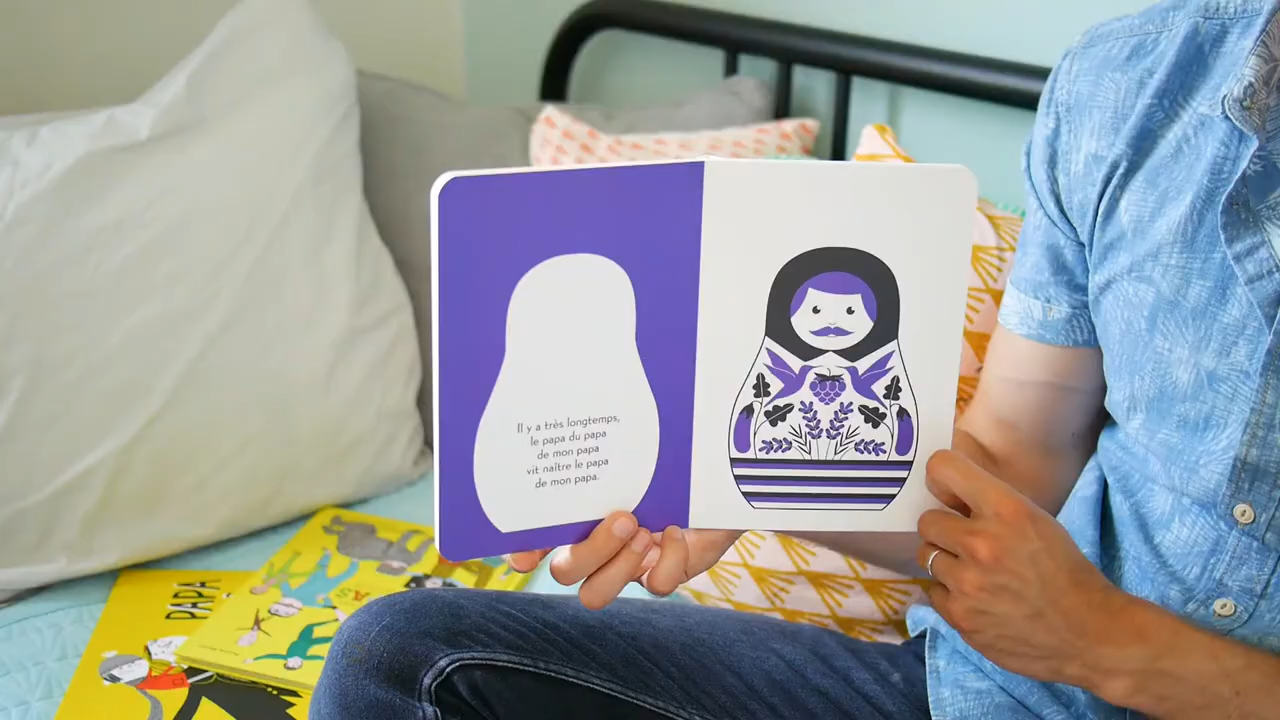 Il y a très longtemps,
le papa du papa
de mon papa
vit naître le papa
de mon papa.
PAPA